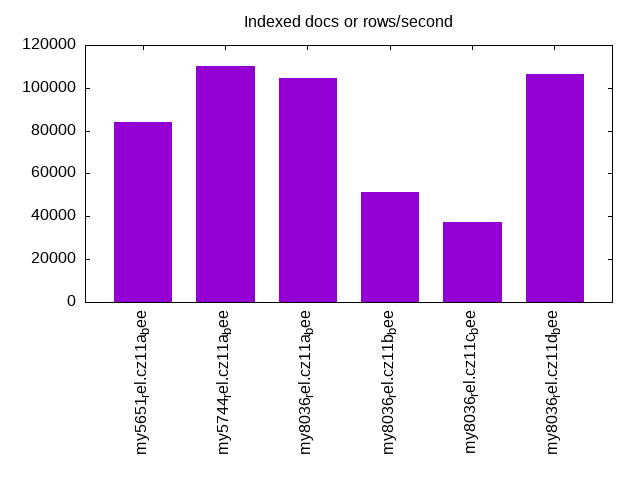 Indexed docs or rows/second
120000
100000
80000
60000
40000
20000
0
my5651rel.cz11abee
my5744rel.cz11abee
my8036rel.cz11abee
my8036rel.cz11bbee
my8036rel.cz11cbee
my8036rel.cz11dbee